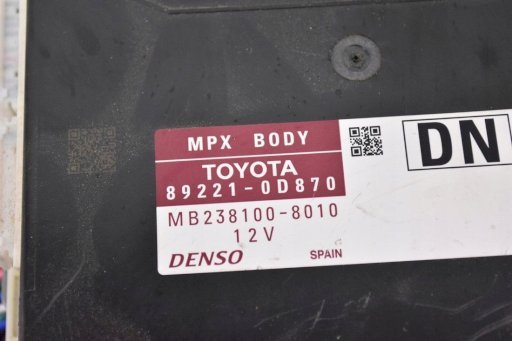 MPX BODY
TOYOTA
89221-0D870
MB238100-8010
12V
DENSO
SPAIN
DN